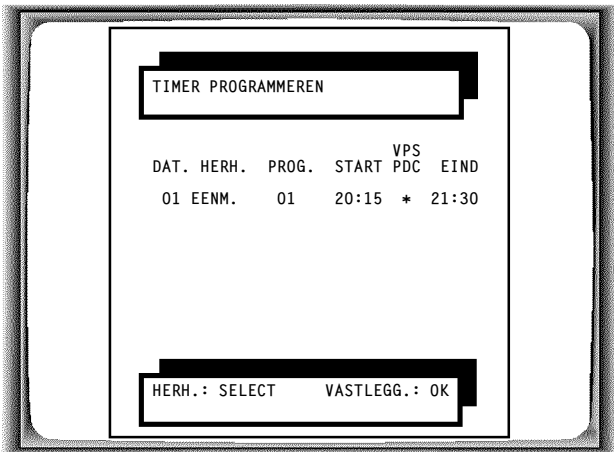 TIMER PROGRAMMEREN
VPS
DAT. HERH. PROG. START PDC EIND
01 EENM. 01 20:15 * 21:30
HERH.: SELECT VASTLEGG.: OK